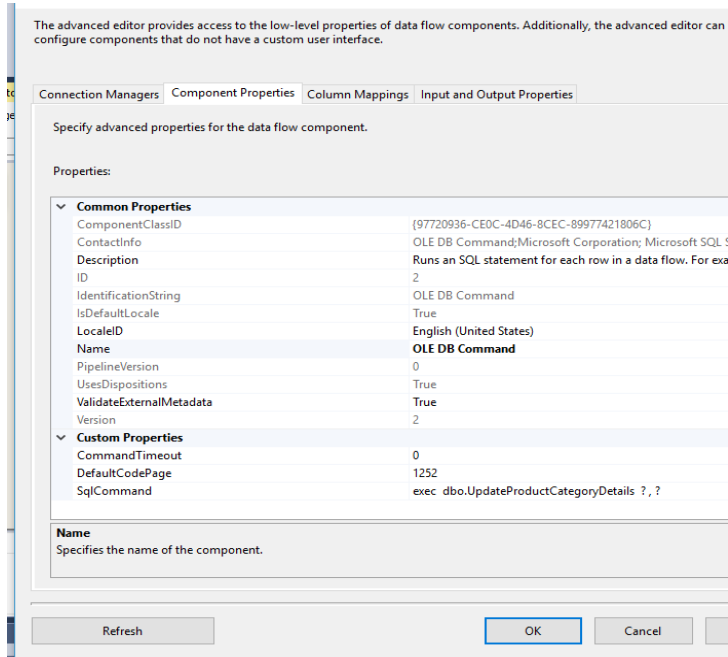 The advanced editor provides access to the low-level properties of data flow components. Additionally, the advanced editor can
configure components that do not have a custom user interface.
Connection Managers Component Properties Column Mappings Input and Output Properties
Specify advanced properties for the data flow component.
Properties:
Common Properties
ComponentClassID {97720936-CE0C-4D46-8CEC-89977421806C}
ContactInfo OLE DB Command;Microsoft Corporation; Microsoft SQL S
Description Runs an SQL statement for each row in a data flow. For exa
ID 2
IdentificationString OLE DB Command
IsDefaultLocale True
LocaleID English (United States)
Name OLE DB Command
PipelineVersion 0
UsesDispositions True
ValidateExternalMetadata True
Version 2
Custom Properties
CommandTimeout 0
DefaultCodePage 1252
SqlCommand exec dbo.UpdateProductCategoryDetails ? , ?
Name
Specifies the name of the component.
Refresh OK Cancel